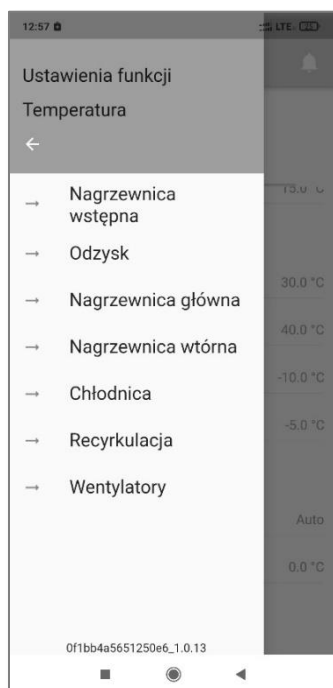 12:57 LTE
Ustawienia funkcji
Temperatura
Nagrzewnica
wstępna
Odzysk
Nagrzewnica główna
30.0 °C
Nagrzewnica wtórna
40.0 °C
Chłodnica
-10.0 °C
Recyrkulacja
-5.0 °C
Wentylatory
Auto
0.0 °C
0f1bb4a5651250e6_1.0.13